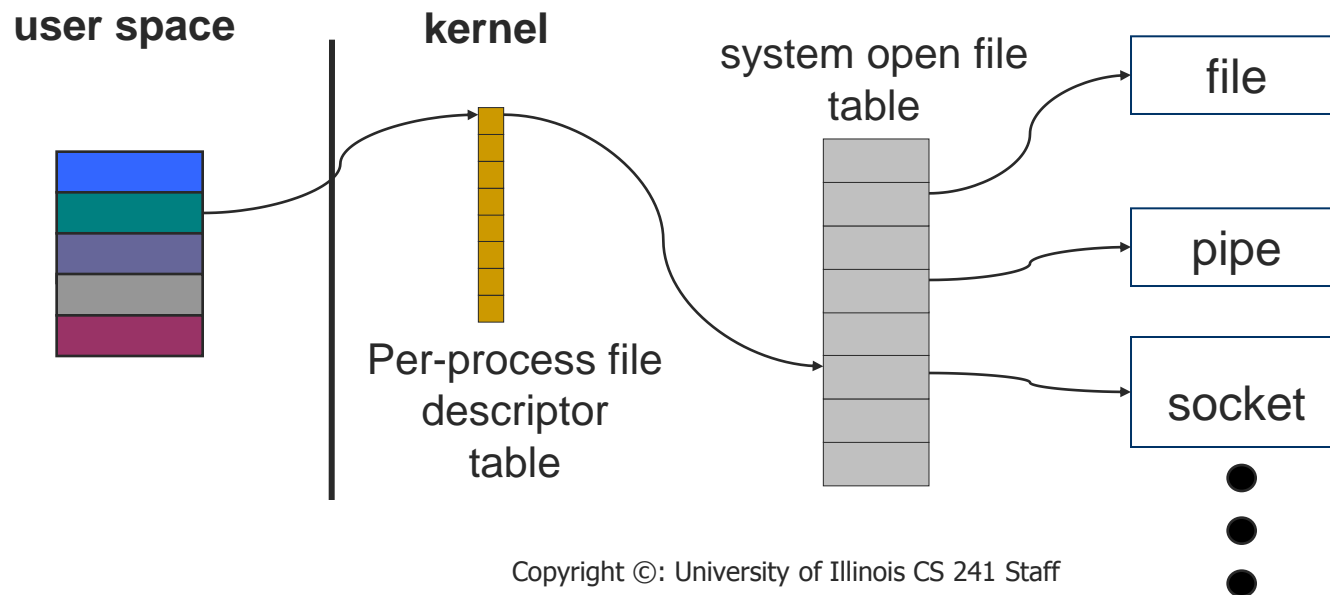 user space
kernel
system open file
table
file
pipe
socket
Per-process file
descriptor
table
Copyright ©: University of Illinois CS 241 Staff